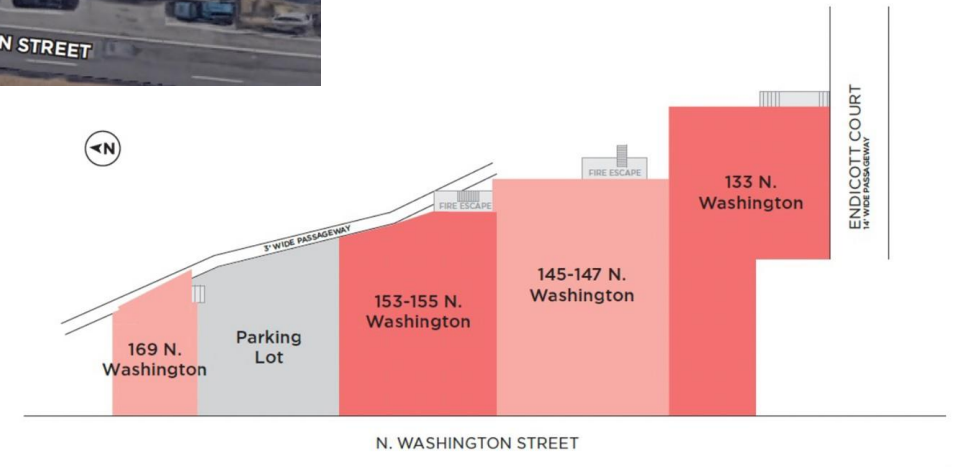 N STREET
N
ENDICOTT COURT
14' WIDE PASSAGEWAY
FIRE ESCAPE
133 N.
Washington
FIRE ESCAPE
3' WIDE PASSAGEWAY
145-147 N.
Washington
153-155 N.
Washington
Parking
Lot
169 N.
Washington
N. WASHINGTON STREET